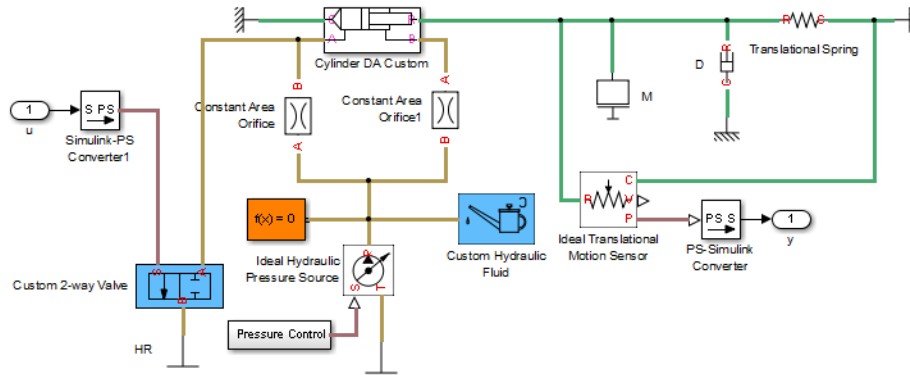 C
R
A
B
Cylinder DA Custom
R
S
Translational Spring
B
Constant Area
Orifice
A
A
Constant Area
Orifice1
B
D
R
C
M
1
u
S PS
Simulink-PS
Converter1
f(x) = 0
Custom Hydraulic
Fluid
R
C
V
P
Ideal Translational
Motion Sensor
PS S
PS-Simulink
Converter
1
y
Ideal Hydraulic
Pressure Source
P
S
T
S
A
B
Custom 2-way Valve
HR
Pressure Control